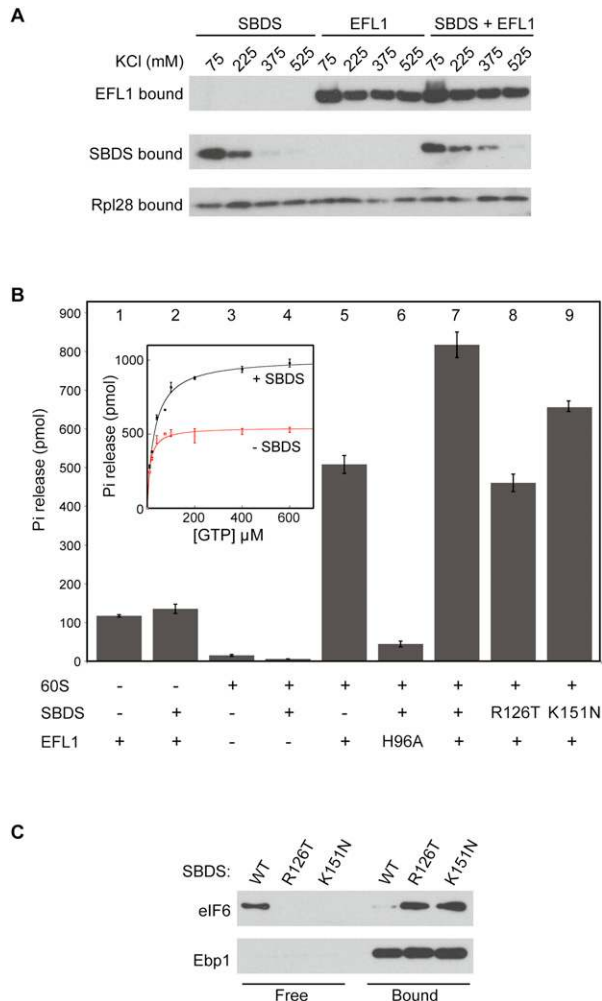 A
SBDS EFL1 SBDS + EFL1
KCl (mM) 75 225 375 525 75 225 375 525 75 225 375 525
EFL1 bound
SBDS bound
Rpl28 bound
B
Pi release (pmol)
900
800
700
600
500
400
300
200
100
0
1 2 3 4 5 6 7 8 9
Pi release (pmol)
1000
500
0
+ SBDS
- SBDS
200 400 600
[GTP] µM
60S - - + + + + + + +
SBDS - + - + - + + R126T K151N
EFL1 + + - - + H96A + + +
C
SBDS: WT R126T K151N WT R126T K151N
eIF6
Ebp1
Free Bound